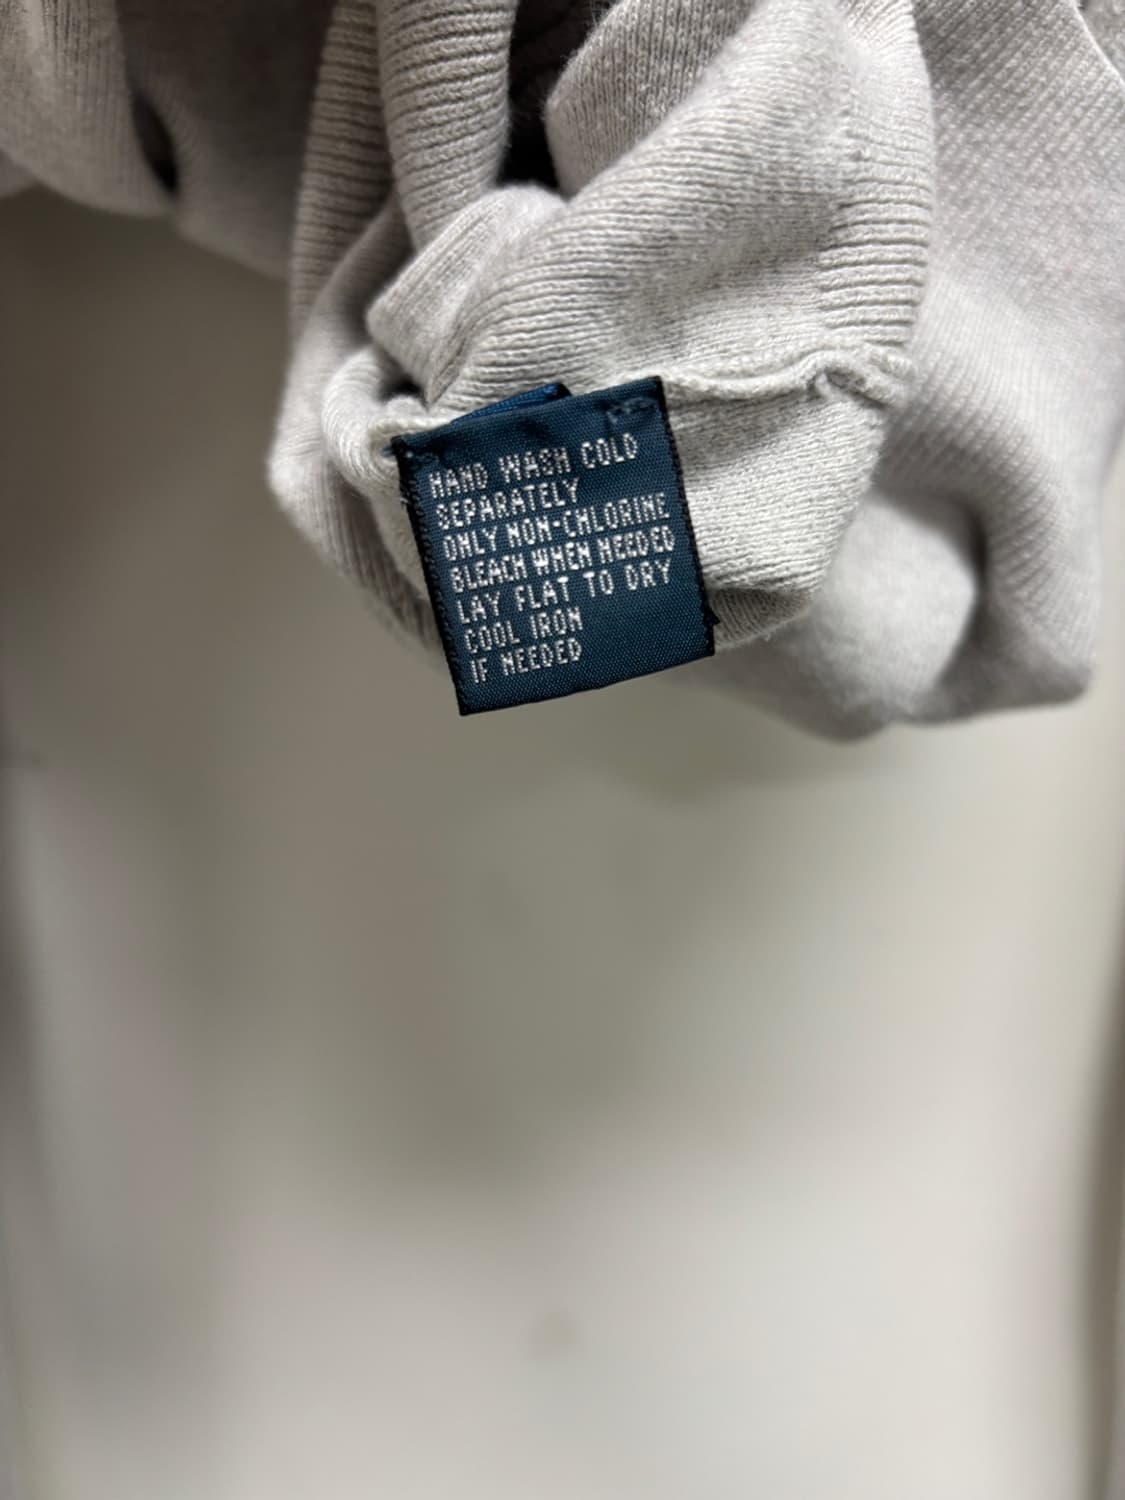 HAND WASH COLD
SEPARATELY
ONLY NON-CHLORINE
BLEACH WHEN NEEDED
LAY FLAT TO DRY
COOL IRON
IF NEEDED